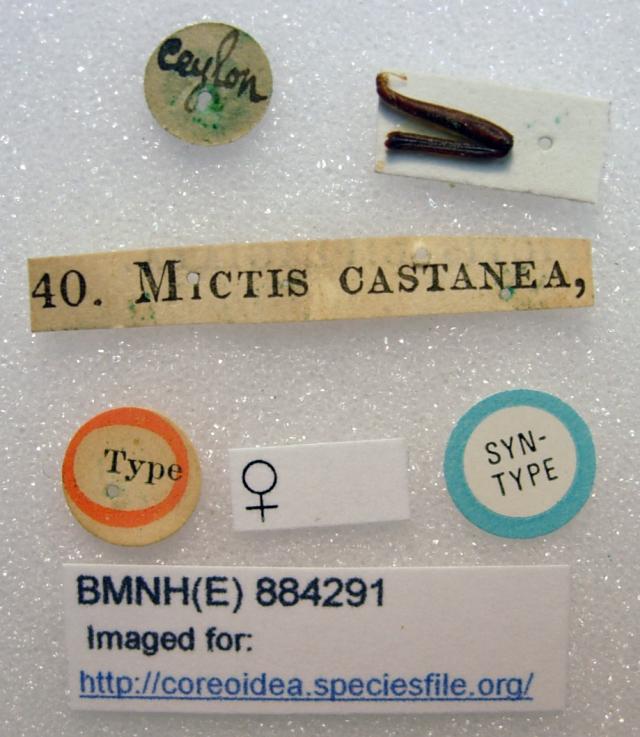 Ceylon
40. MICTIS CASTANEA,
Type
♀
SYN-
TYPE
BMNH(E) 884291
Imaged for:
http://coreoidea.speciesfile.org/